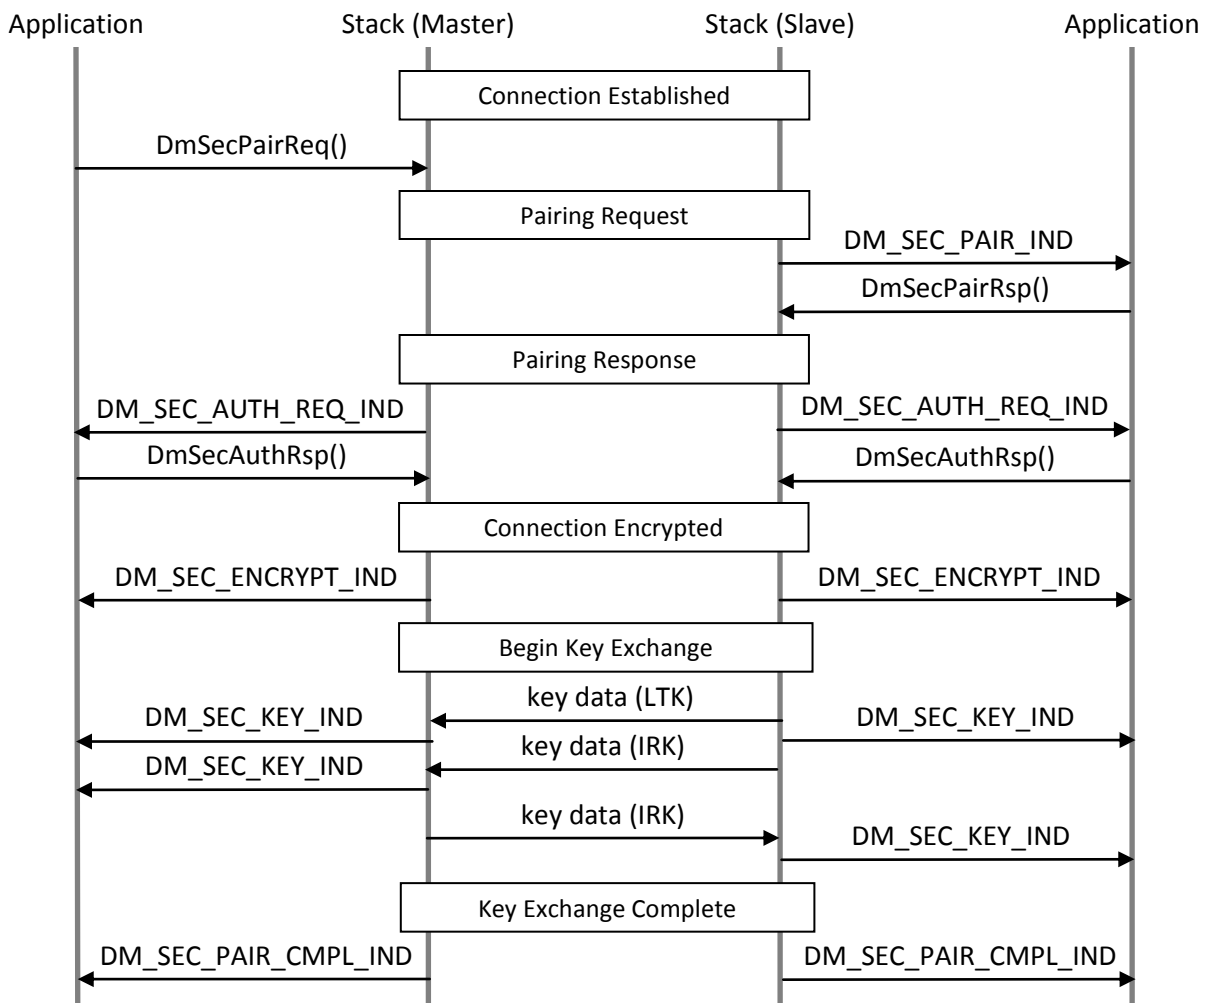 Application
Stack (Master)
Stack (Slave)
Application
Connection Established
DmSecPairReq()
Pairing Request
DM_SEC_PAIR_IND
DmSecPairRsp()
Pairing Response
DM_SEC_AUTH_REQ_IND
DM_SEC_AUTH_REQ_IND
DmSecAuthRsp()
DmSecAuthRsp()
Connection Encrypted
DM_SEC_ENCRYPT_IND
DM_SEC_ENCRYPT_IND
Begin Key Exchange
key data (LTK)
DM_SEC_KEY_IND
DM_SEC_KEY_IND
key data (IRK)
DM_SEC_KEY_IND
key data (IRK)
DM_SEC_KEY_IND
Key Exchange Complete
DM_SEC_PAIR_CMPL_IND
DM_SEC_PAIR_CMPL_IND